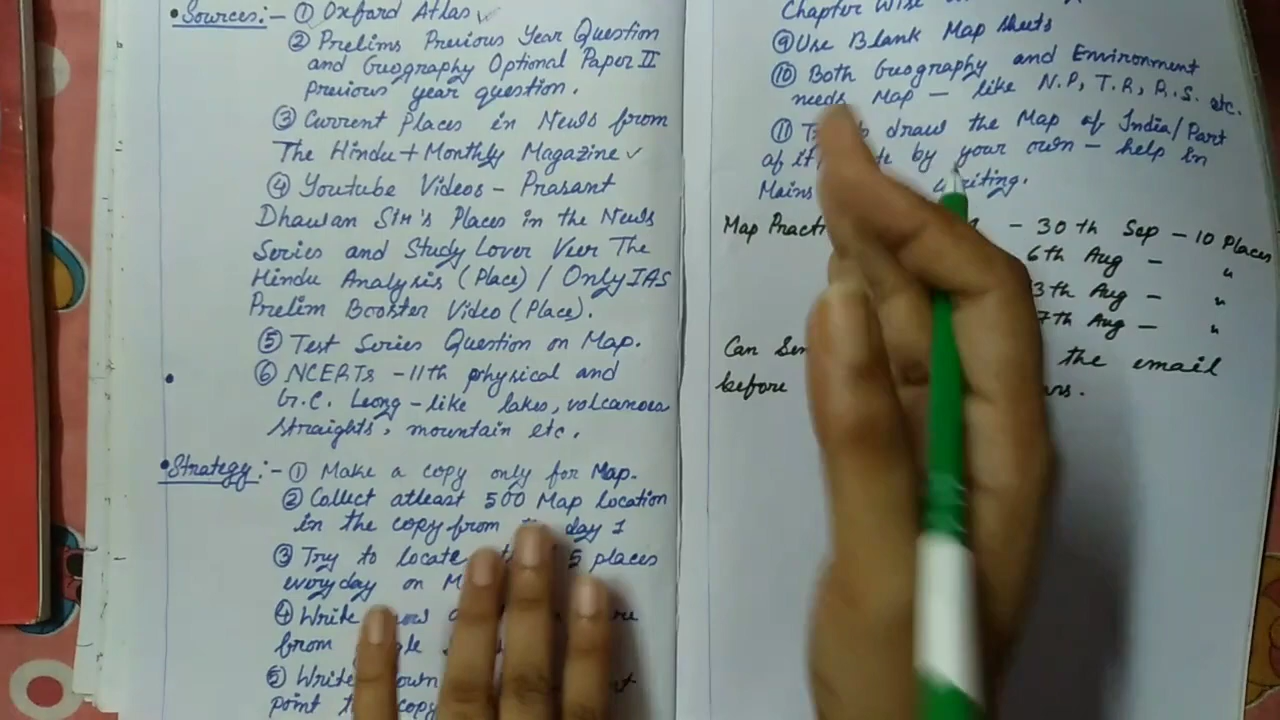 • Sources:- ① Oxford Atlas ✓
② Prelims Previous Year Question
and Geography Optional Paper II
previous year question.
③ Current Places in News from
The Hindu + Monthly Magazine ✓
④ Youtube Videos - Prasant
Dhawan Sir's Places in the News
Series and Study Lover Veer The
Hindu Analysis (Place) / OnlyIAS
Prelim Booster Video (Place).
⑤ Test Series Question on Map.
⑥ NCERTs - 11th physical and
G.C. Leong - like lakes, volcanoes
straights, mountain etc.
• Strategy:- ① Make a copy only for Map.
② Collect atleast 500 Map location
in the copy from day 1
③ Try to locate 5 places
everyday on
④ Write
from
⑤ Write
point copy
Chapter wise
⑨ Use Blank Map sheets
⑩ Both Geography and Environment
needs Map - like N.P, T.R, R.S. etc.
⑪ draw the Map of India/Part
of it by your own - help in
Mains writing.
Map - 30th Sep - 10 Places
6th Aug - "
3th Aug - "
7th Aug - "
Can the email
before